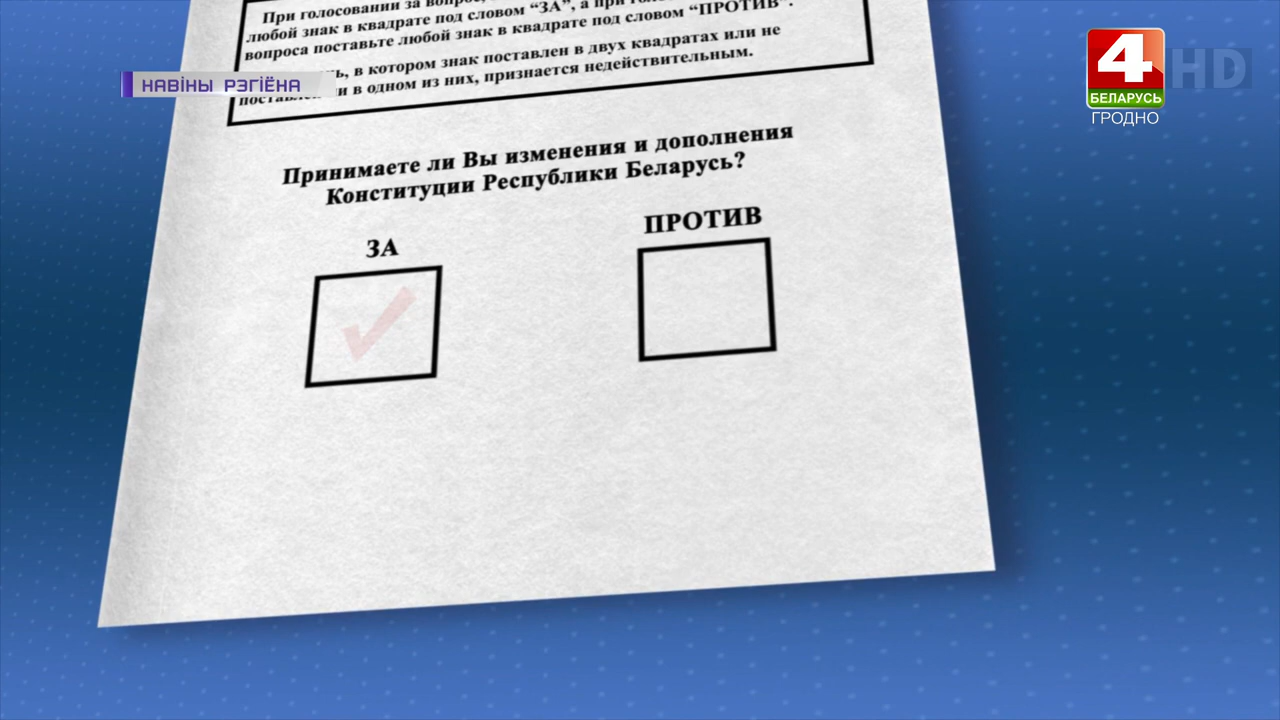 При голосовании за вопрос,
любой знак в квадрате под словом “ЗА”, а при
вопроса поставьте любой знак в квадрате под словом “ПРОТИВ”.
в котором знак поставлен в двух квадратах или не
в одном из них, признается недействительным.
НАВІНЫ РЭГІЁНА
4HD
БЕЛАРУСЬ
ГРОДНО
Принимаете ли Вы изменения и дополнения
Конституции Республики Беларусь?
ЗА
ПРОТИВ